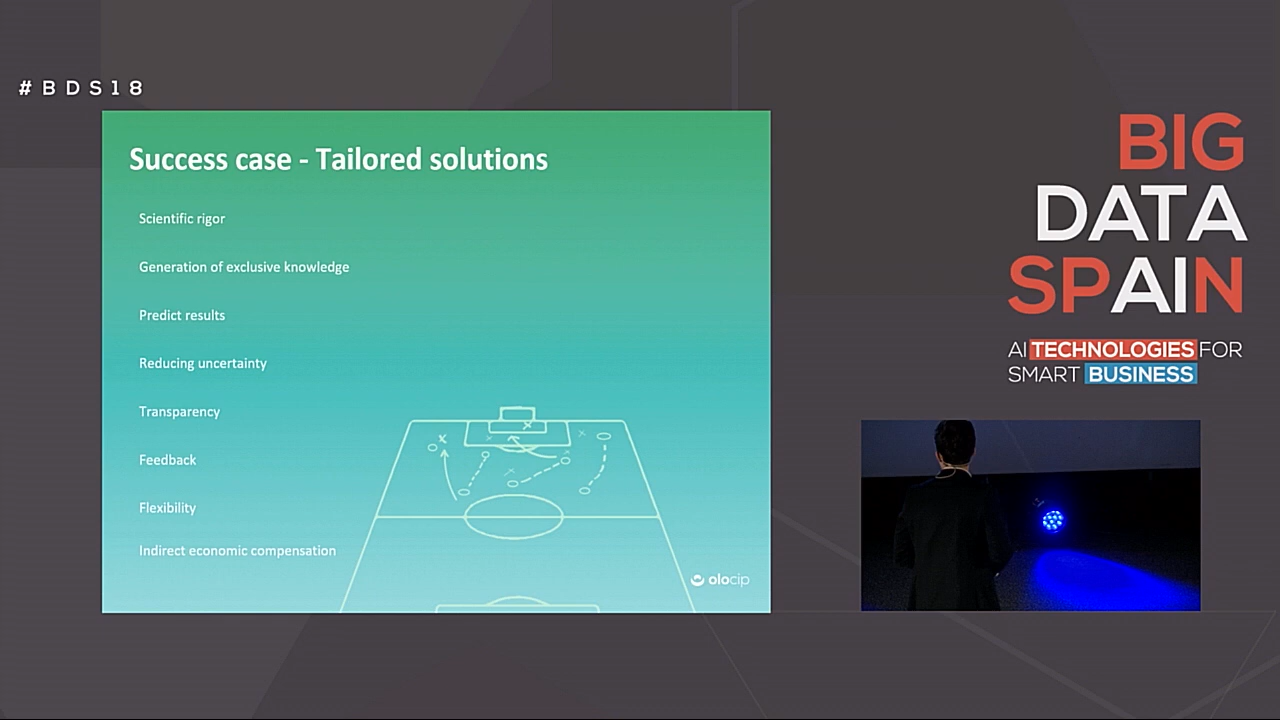 #BDS18
Success case - Tailored solutions
Scientific rigor
Generation of exclusive knowledge
Predict results
Reducing uncertainty
Transparency
Feedback
Flexibility
Indirect economic compensation
olocip
BIG
DATA
SPAIN
AI TECHNOLOGIES FOR
SMART BUSINESS